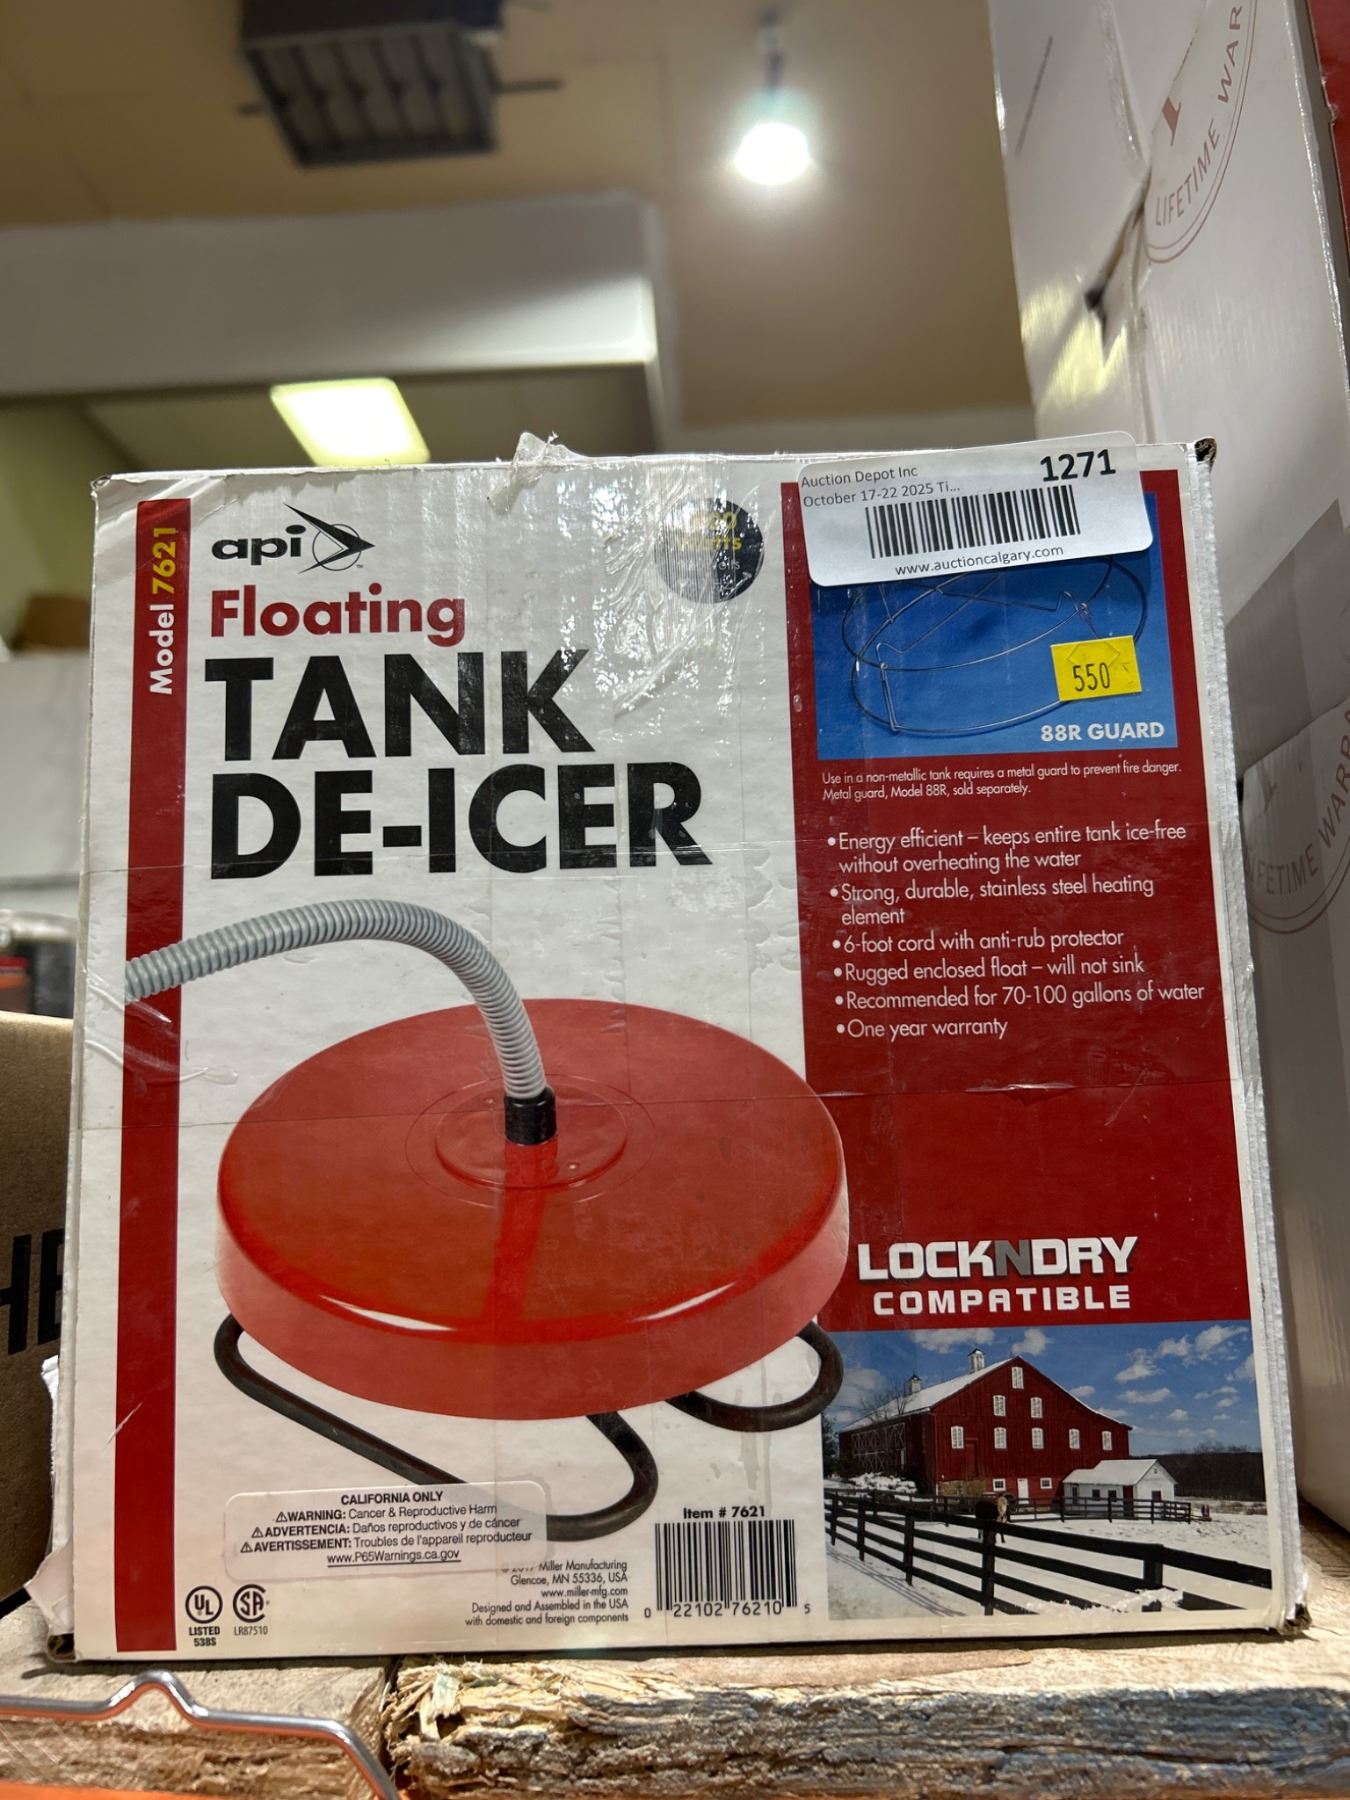 Auction Depot Inc
1271
October 17-22 2025 Ti...
www.auctioncalgary.com
Model 7621
api
Floating
TANK
DE-ICER
550
88R GUARD
Use in a non-metallic tank requires a metal guard to prevent fire danger.
Metal guard, Model 88R, sold separately.
•Energy efficient – keeps entire tank ice-free
without overheating the water
•Strong, durable, stainless steel heating
element
•6-foot cord with anti-rub protector
•Rugged enclosed float – will not sink
•Recommended for 70-100 gallons of water
•One year warranty
LOCKNDRY
COMPATIBLE
CALIFORNIA ONLY
⚠WARNING: Cancer & Reproductive Harm
⚠ADVERTENCIA: Daños reproductivos y de cáncer
⚠AVERTISSEMENT: Troubles de l'appareil reproducteur
www.P65Warnings.ca.gov
Miller Manufacturing
Glencoe, MN 55336, USA
www.miller-mfg.com
Designed and Assembled in the USA
with domestic and foreign components
Item # 7621
0 22102 76210 5
UL
LISTED
538S
SA
LR87510
LIFETIME WAR
LIFETIME WARR
HE